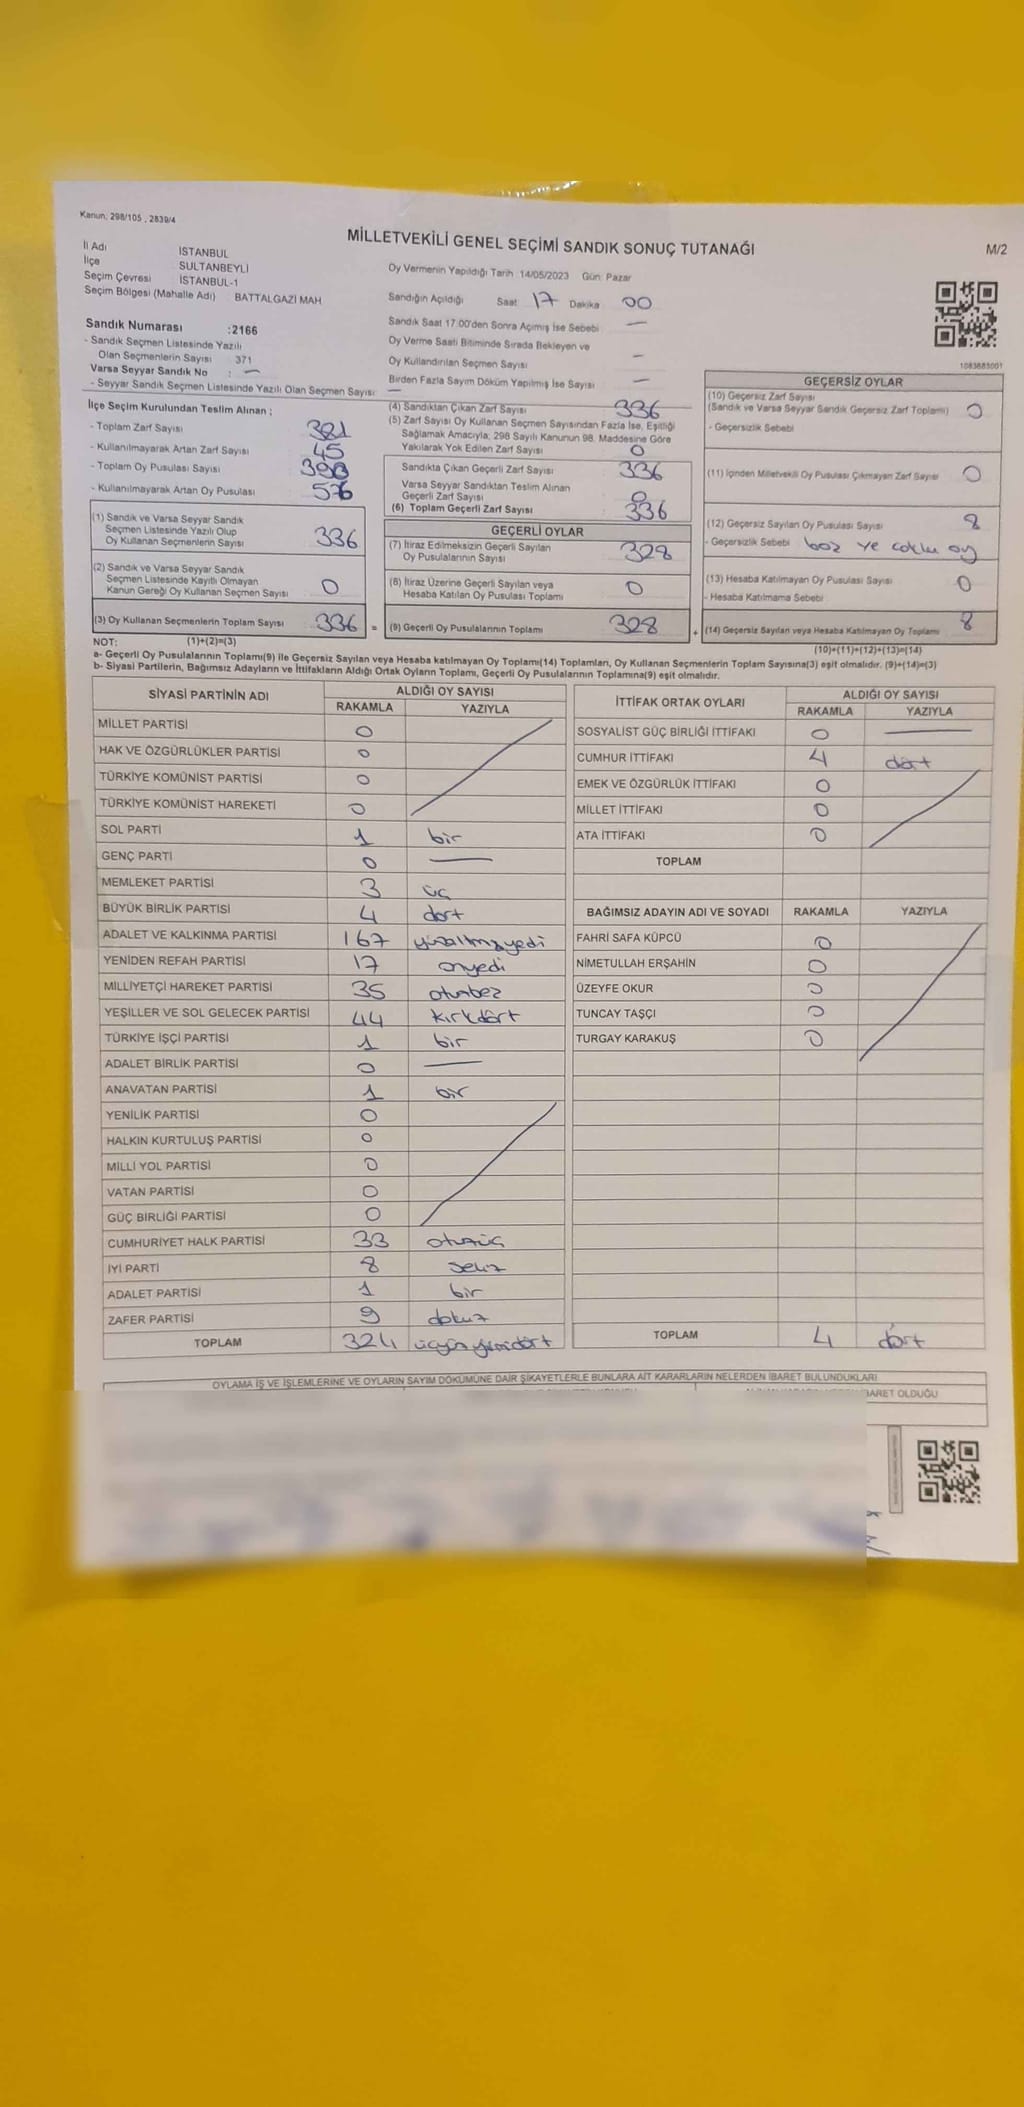 Kanun: 298/105 , 2839/4
MİLLETVEKİLİ GENEL SEÇİMİ SANDIK SONUÇ TUTANAĞI
M/2
İl Adı İSTANBUL
İlçe SULTANBEYLİ
Seçim Çevresi İSTANBUL-1
Seçim Bölgesi (Mahalle Adı) BATTALGAZİ MAH
Sandık Numarası :2166
- Sandık Seçmen Listesinde Yazılı
Olan Seçmenlerin Sayısı 371
Varsa Seyyar Sandık No : —
- Seyyar Sandık Seçmen Listesinde Yazılı Olan Seçmen Sayısı: —
Oy Vermenin Yapıldığı Tarih :14/05/2023 Gün: Pazar
Sandığın Açıldığı Saat: 17 Dakika 00
Sandık Saat 17:00'den Sonra Açımış İse Sebebi —
Oy Verme Saati Bitiminde Sırada Bekleyen ve
Oy Kullandırılan Seçmen Sayısı —
Birden Fazla Sayım Döküm Yapılmış İse Sayısı —
1083883001
İlçe Seçim Kurulundan Teslim Alınan ;
- Toplam Zarf Sayısı 381
- Kullanılmayarak Artan Zarf Sayısı 45
- Toplam Oy Pusulası Sayısı
- Kullanılmayarak Artan Oy Pusulası
(1) Sandık ve Varsa Seyyar Sandık
Seçmen Listesinde Yazılı Olup
Oy Kullanan Seçmenlerin Sayısı 336
(2) Sandık ve Varsa Seyyar Sandık
Seçmen Listesinde Kayıtlı Olmayan
Kanun Gereği Oy Kullanan Seçmen Sayısı 0
(3) Oy Kullanan Seçmenlerin Toplam Sayısı 336 =
(4) Sandıktan Çıkan Zarf Sayısı 336
(5) Zarf Sayısı Oy Kullanan Seçmen Sayısından Fazla İse, Eşitliği
Sağlamak Amacıyla; 298 Sayılı Kanunun 98. Maddesine Göre
Yakılarak Yok Edilen Zarf Sayısı 0
Sandıkta Çıkan Geçerli Zarf Sayısı 336
Varsa Seyyar Sandıktan Teslim Alınan
Geçerli Zarf Sayısı 0
(6) Toplam Geçerli Zarf Sayısı 336
GEÇERLİ OYLAR
(7) İtiraz Edilmeksizin Geçerli Sayılan
Oy Pusulalarının Sayısı 328
(8) İtiraz Üzerine Geçerli Sayılan veya
Hesaba Katılan Oy Pusulası Toplamı 0
(9) Geçerli Oy Pusulalarının Toplamı 328 +
GEÇERSİZ OYLAR
(10) Geçersiz Zarf Sayısı
(Sandık ve Varsa Seyyar Sandık Geçersiz Zarf Toplamı) 0
- Geçersizlik Sebebi
(11) İçinden Milletvekili Oy Pusulası Çıkmayan Zarf Sayısı 0
(12) Geçersiz Sayılan Oy Pusulası Sayısı 8
- Geçersizlik Sebebi boz ve coklu oy
(13) Hesaba Katılmayan Oy Pusulası Sayısı 0
- Hesaba Katılmama Sebebi
(14) Geçersiz Sayılan veya Hesaba Katılmayan Oy Toplamı 8
NOT: (1)+(2)=(3)
(10)+(11)+(12)+(13)=(14)
a- Geçerli Oy Pusulalarının Toplamı(9) ile Geçersiz Sayılan veya Hesaba katılmayan Oy Toplamı(14) Toplamları, Oy Kullanan Seçmenlerin Toplam Sayısına(3) eşit olmalıdır. (9)+(14)=(3)
b- Siyasi Partilerin, Bağımsız Adayların ve İttifakların Aldığı Ortak Oyların Toplamı, Geçerli Oy Pusulalarının Toplamına(9) eşit olmalıdır.
SİYASİ PARTİNİN ADI ALDIĞI OY SAYISI
RAKAMLA YAZIYLA
MİLLET PARTİSİ 0
HAK VE ÖZGÜRLÜKLER PARTİSİ 0
TÜRKİYE KOMÜNİST PARTİSİ 0
TÜRKİYE KOMÜNİST HAREKETİ 0
SOL PARTİ 1 bir
GENÇ PARTİ 0 —
MEMLEKET PARTİSİ 3 üç
BÜYÜK BİRLİK PARTİSİ 4 dört
ADALET VE KALKINMA PARTİSİ 167 yüzaltmışyedi
YENİDEN REFAH PARTİSİ 17 onyedi
MİLLİYETÇİ HAREKET PARTİSİ 35 otuzbeş
YEŞİLLER VE SOL GELECEK PARTİSİ 44 kırkdört
TÜRKİYE İŞÇİ PARTİSİ 1 bir
ADALET BİRLİK PARTİSİ 0 —
ANAVATAN PARTİSİ 1 bir
YENİLİK PARTİSİ 0
HALKIN KURTULUŞ PARTİSİ 0
MİLLİ YOL PARTİSİ 0
VATAN PARTİSİ 0
GÜÇ BİRLİĞİ PARTİSİ 0
CUMHURİYET HALK PARTİSİ 33 otuzüç
İYİ PARTİ 8 sekiz
ADALET PARTİSİ 1 bir
ZAFER PARTİSİ 9 dokuz
TOPLAM 324 üçyüzyirmidört
İTTİFAK ORTAK OYLARI ALDIĞI OY SAYISI
RAKAMLA YAZIYLA
SOSYALİST GÜÇ BİRLİĞİ İTTİFAKI 0 —
CUMHUR İTTİFAKI 4 dört
EMEK VE ÖZGÜRLÜK İTTİFAKI 0
MİLLET İTTİFAKI 0
ATA İTTİFAKI 0
TOPLAM
BAĞIMSIZ ADAYIN ADI VE SOYADI RAKAMLA YAZIYLA
FAHRİ SAFA KÜPCÜ 0
NİMETULLAH ERŞAHİN 0
ÜZEYFE OKUR 0
TUNCAY TAŞÇI 0
TURGAY KARAKUŞ 0
TOPLAM 4 dört
OYLAMA İŞ VE İŞLEMLERİNE VE OYLARIN SAYIM DÖKÜMÜNE DAİR ŞİKAYETLERLE BUNLARA AİT KARARLARIN NELERDEN İBARET BULUNDUKLARI
OLDUĞU